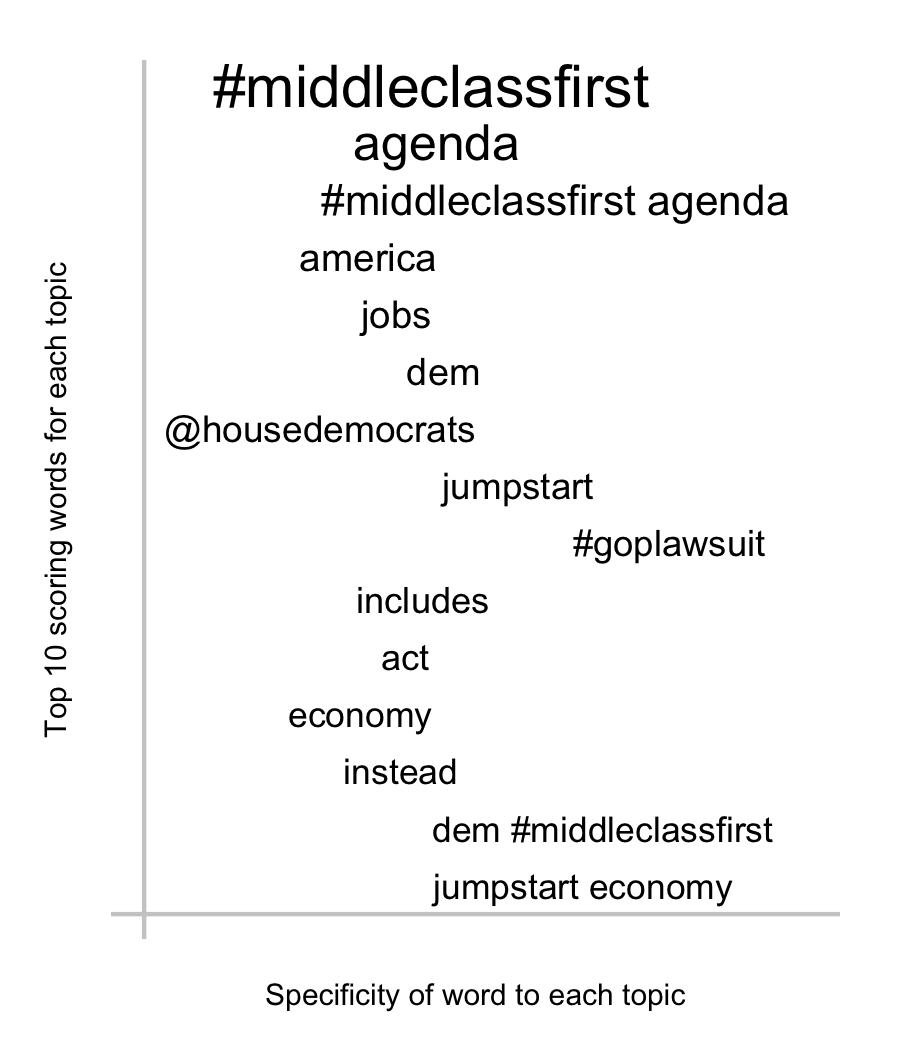 #middleclassfirst
agenda
#middleclassfirst agenda
america
jobs
dem
@housedemocrats
jumpstart
#goplawsuit
includes
act
economy
instead
dem #middleclassfirst
jumpstart economy
Top 10 scoring words for each topic
Specificity of word to each topic